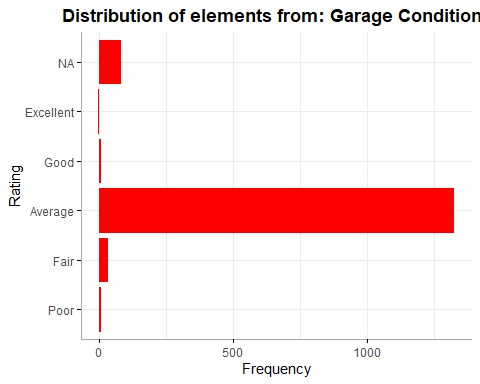 Distribution of elements from: Garage Condition
NA
Excellent
Good
Average
Fair
Poor
Rating
0 500 1000
Frequency